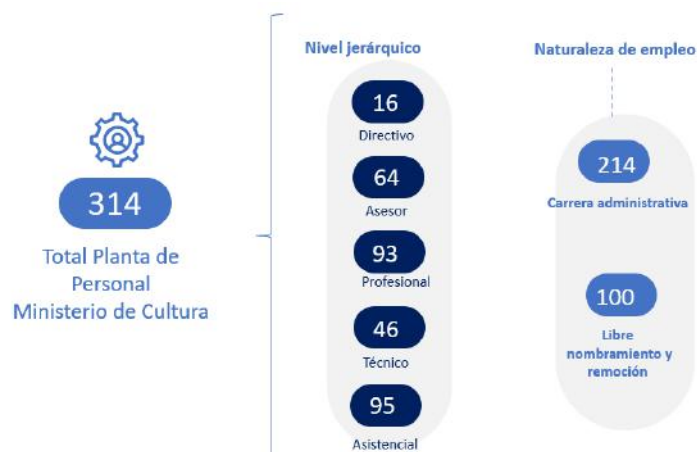 314
Total Planta de
Personal
Ministerio de Cultura
Nivel jerárquico
16
Directivo
64
Asesor
93
Profesional
46
Técnico
95
Asistencial
Naturaleza de empleo
214
Carrera administrativa
100
Libre
nombramiento y
remoción